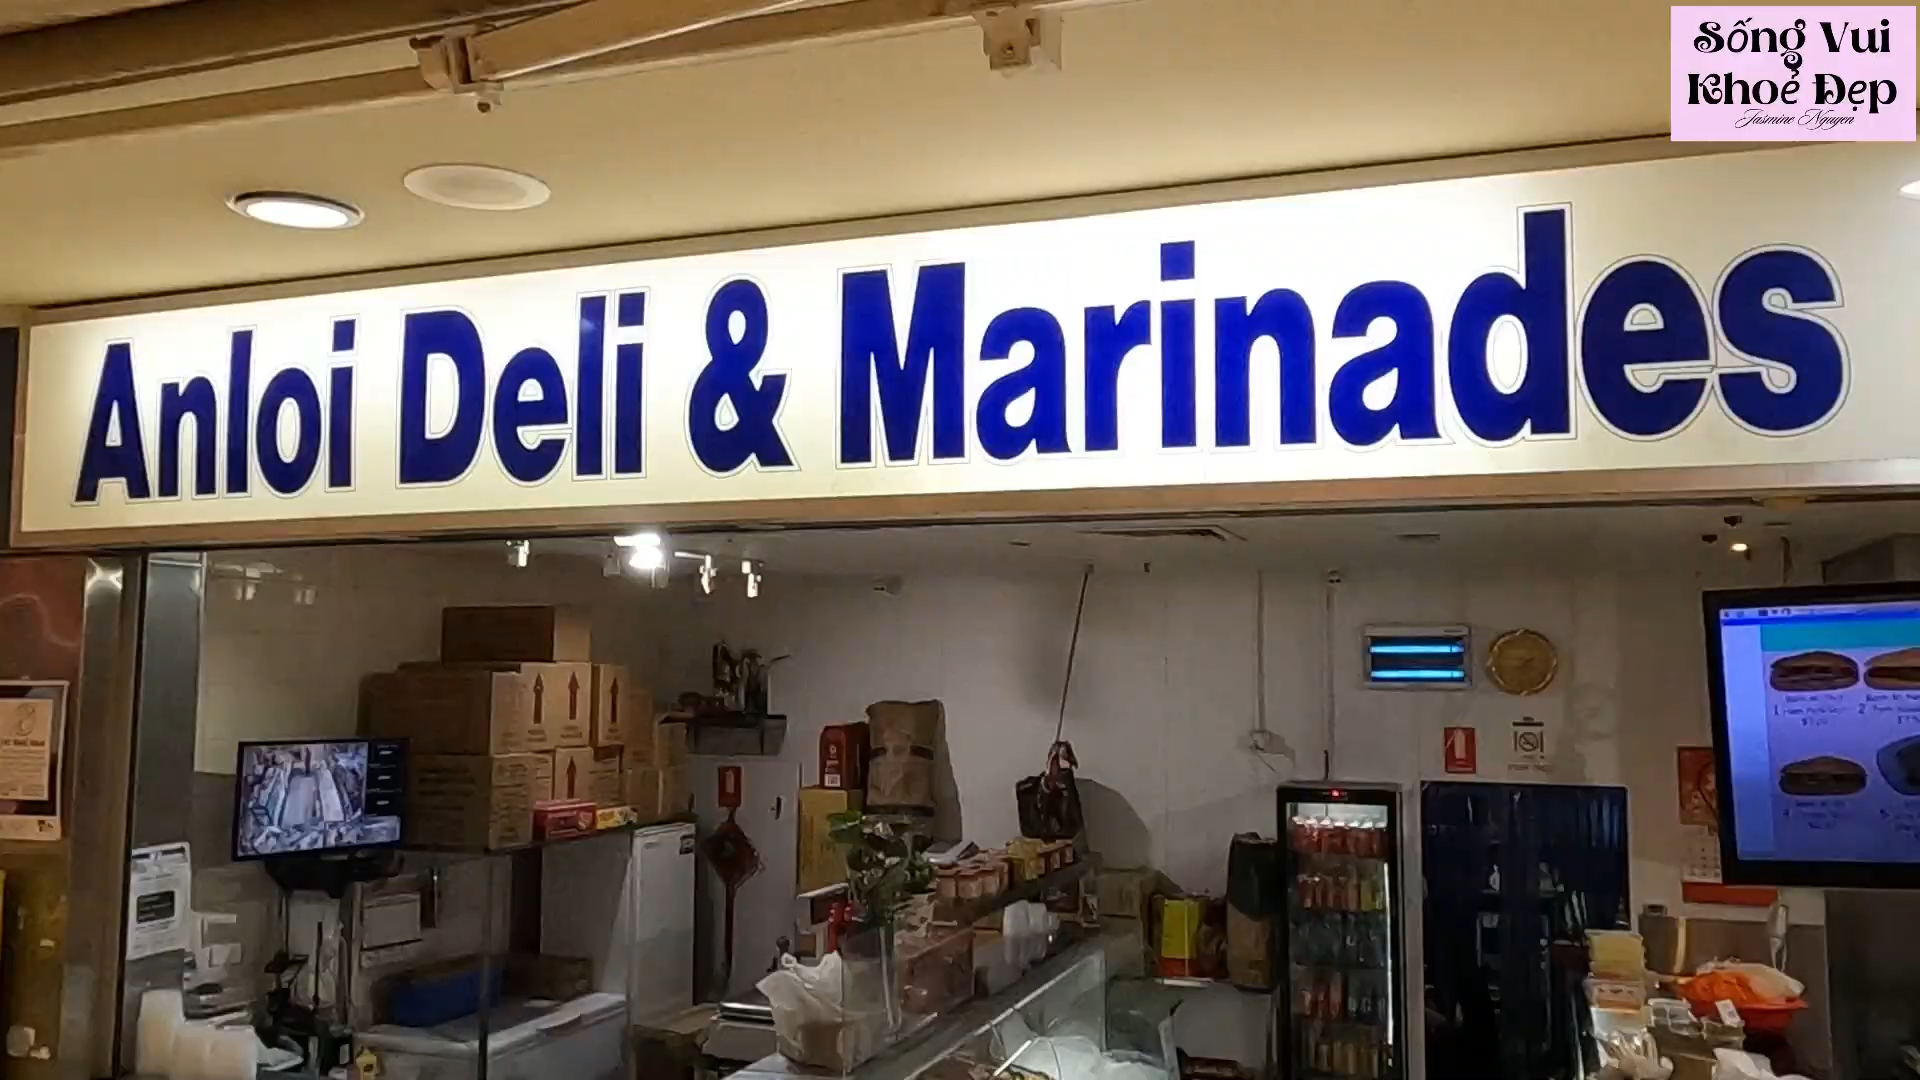 Sống Vui
Khoẻ Đẹp
Jasmine Nguyen
Anloi Deli & Marinades